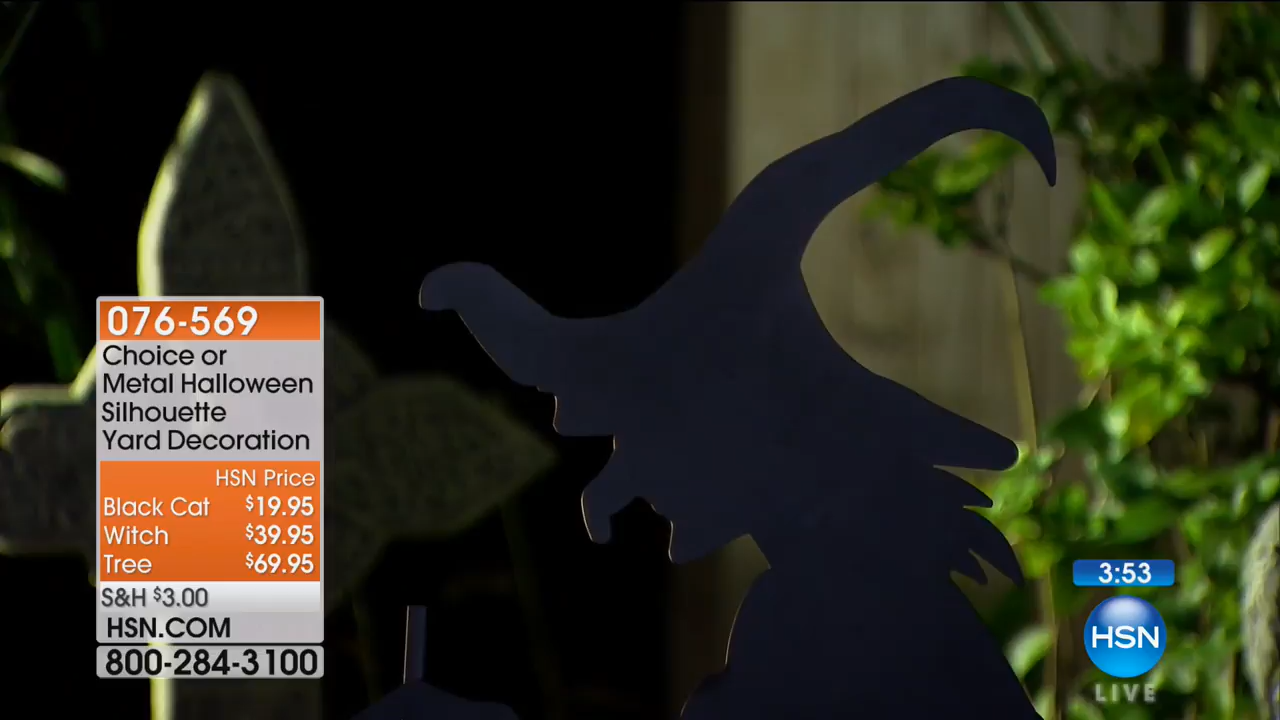 076-569
Choice or
Metal Halloween
Silhouette
Yard Decoration
HSN Price
Black Cat $19.95
Witch $39.95
Tree $69.95
S&H $3.00
HSN.COM
800-284-3100
3:53
HSN
LIVE